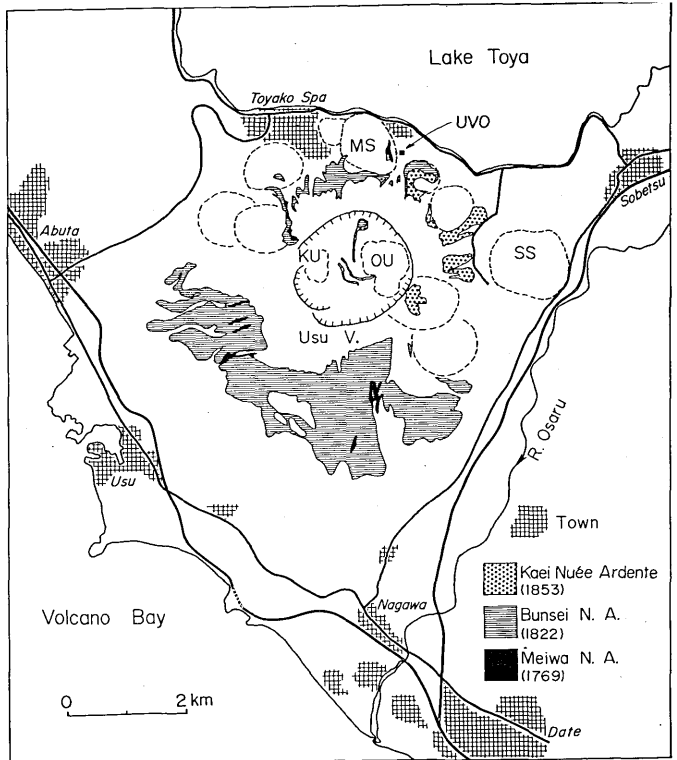 Lake Toya
Toyako Spa
UVO
MS
Sobetsu
Abuta
KU
OU
SS
Usu V.
R. Osaru
Usu
Town
Kaei Nuée Ardente
(1853)
Nagawa
Bunsei N. A.
(1822)
Volcano Bay
Meiwa N. A.
(1769)
0 2 km
Date